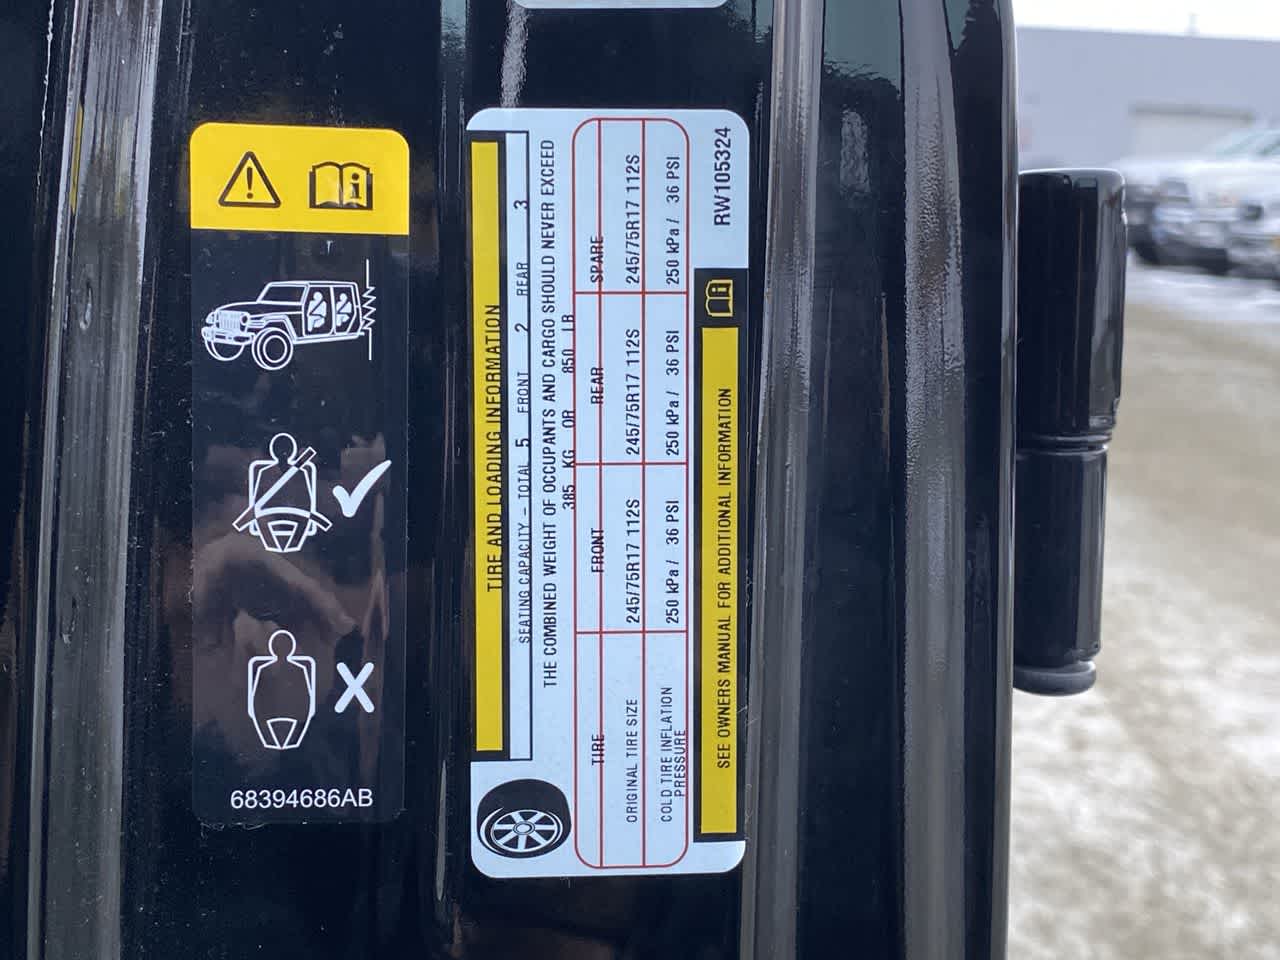 68394686AB
TIRE AND LOADING INFORMATION
SEATING CAPACITY – TOTAL 5 FRONT 2 REAR 3
THE COMBINED WEIGHT OF OCCUPANTS AND CARGO SHOULD NEVER EXCEED
385 KG OR 850 LB
TIRE FRONT REAR SPARE
ORIGINAL TIRE SIZE 245/75R17 112S 245/75R17 112S 245/75R17 112S
COLD TIRE INFLATION
PRESSURE 250 kPa / 36 PSI 250 kPa / 36 PSI 250 kPa / 36 PSI
SEE OWNERS MANUAL FOR ADDITIONAL INFORMATION
RW105324